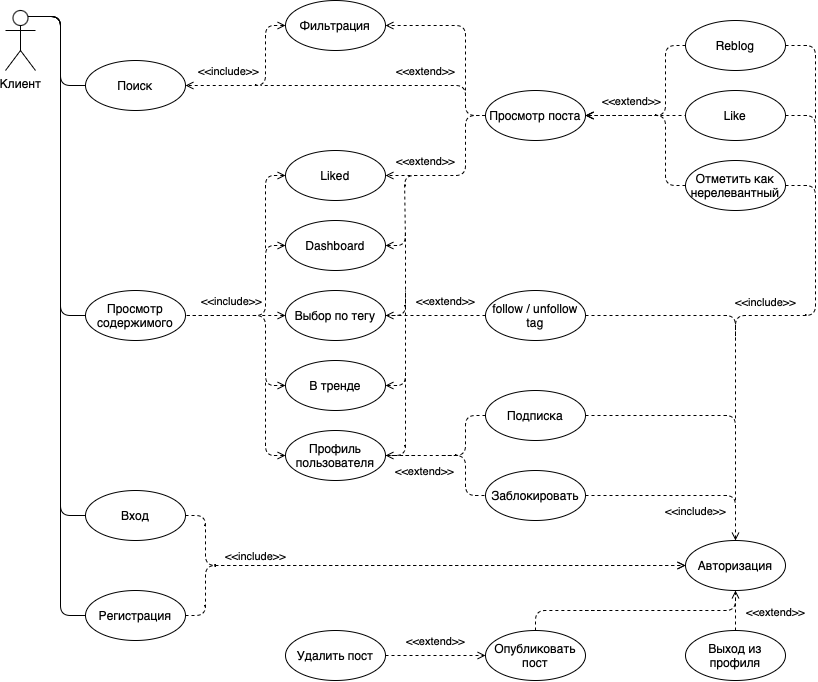 Фильтрация
Клиент
<<include>>
<<extend>>
Поиск
Reblog
<<extend>>
Просмотр поста
Like
<<extend>>
Liked
Отметить как
нерелевантный
Dashboard
<<include>>
<<extend>>
<<include>>
Просмотр
содержимого
Выбор по тегу
follow / unfollow
tag
В тренде
Подписка
Профиль
пользователя
<<extend>>
Заблокировать
Вход
<<include>>
<<include>>
Авторизация
Регистрация
<<extend>>
<<extend>>
Удалить пост
Опубликовать
пост
Выход из
профиля